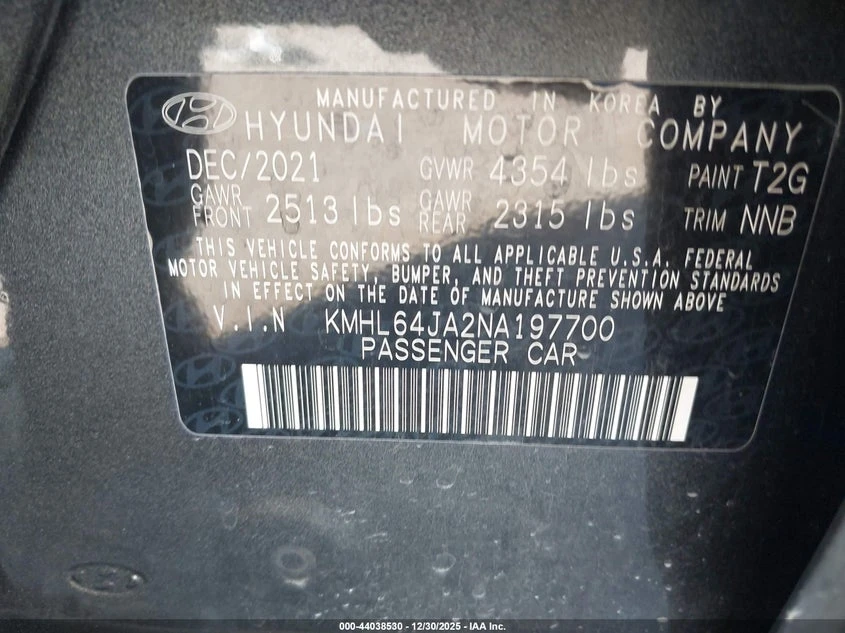 MANUFACTURED IN KOREA BY
HYUNDAI MOTOR COMPANY
DEC/2021 GVWR 4354 lbs PAINT T2G
GAWR FRONT 2513 lbs GAWR REAR 2315 lbs TRIM NNB
THIS VEHICLE CONFORMS TO ALL APPLICABLE U.S.A. FEDERAL
MOTOR VEHICLE SAFETY, BUMPER, AND THEFT PREVENTION STANDARDS
IN EFFECT ON THE DATE OF MANUFACTURE SHOWN ABOVE
V.I.N KMHL64JA2NA197700
PASSENGER CAR
000-44038530 - 12/30/2025 - IAA Inc.